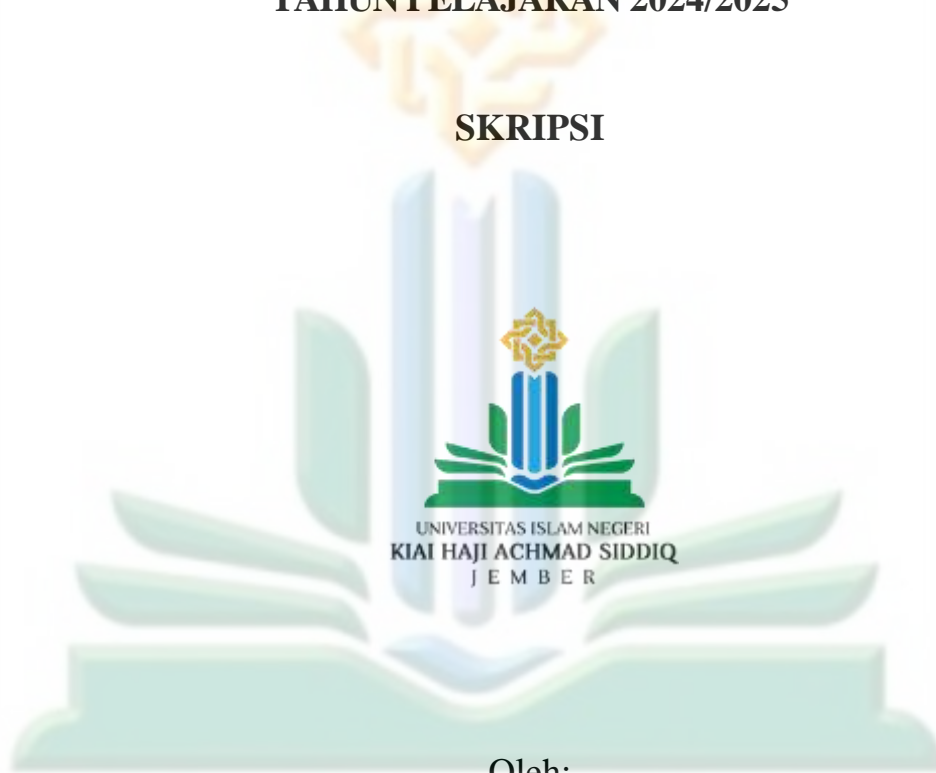 TAHUN PELAJARAN 2024/2025
SKRIPSI
UNIVERSITAS ISLAM NEGERI
KIAI HAJI ACHMAD SIDDIQ
JEMBER
Oleh: